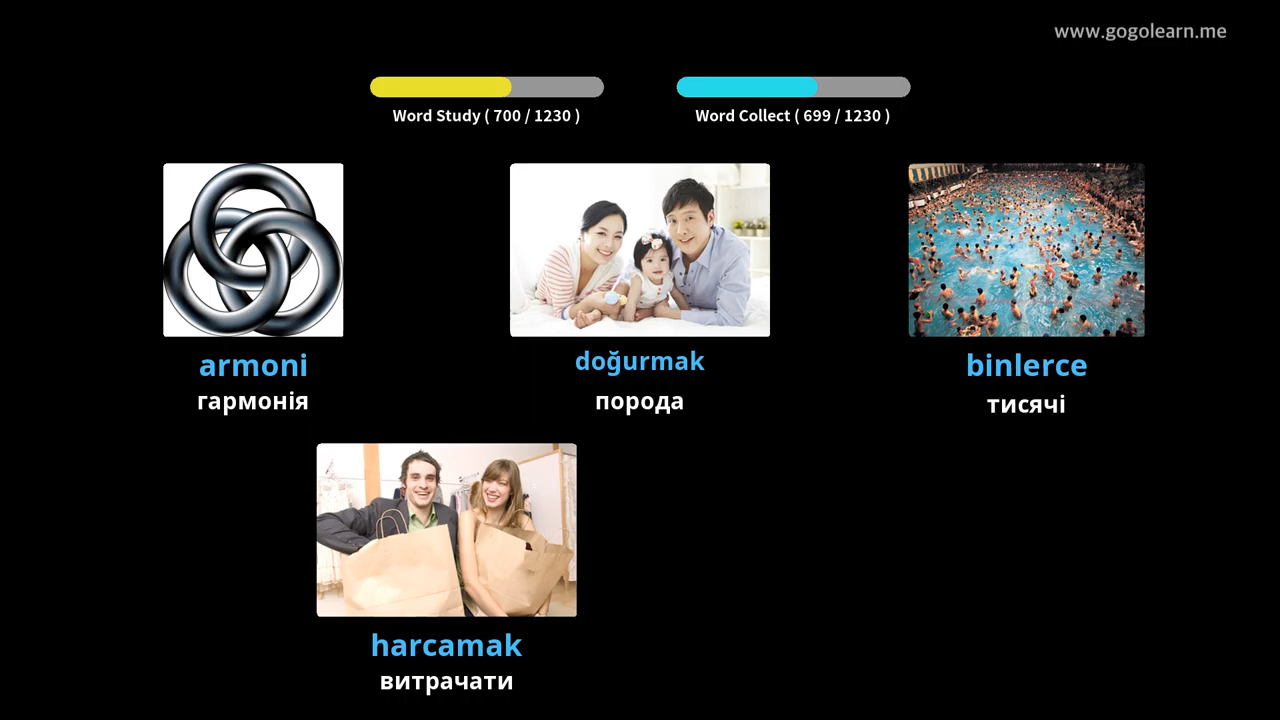 www.gogolearn.me
Word Study ( 700 / 1230 )
Word Collect ( 699 / 1230 )
armoni
гармонія
doğurmak
порода
binlerce
тисячі
harcamak
витрачати